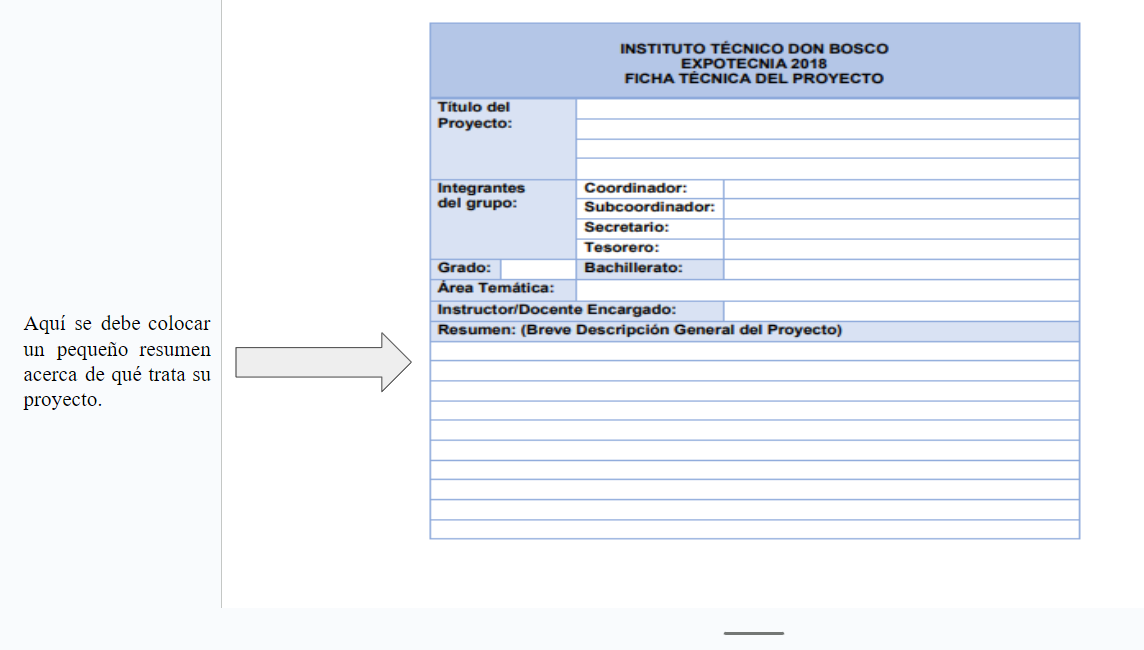 INSTITUTO TÉCNICO DON BOSCO
EXPOTECNIA 2018
FICHA TÉCNICA DEL PROYECTO
Título del
Proyecto:
Integrantes
del grupo:
Coordinador:
Subcoordinador:
Secretario:
Tesorero:
Grado: Bachillerato:
Área Temática:
Instructor/Docente Encargado:
Resumen: (Breve Descripción General del Proyecto)
Aquí se debe colocar
un pequeño resumen
acerca de qué trata su
proyecto.